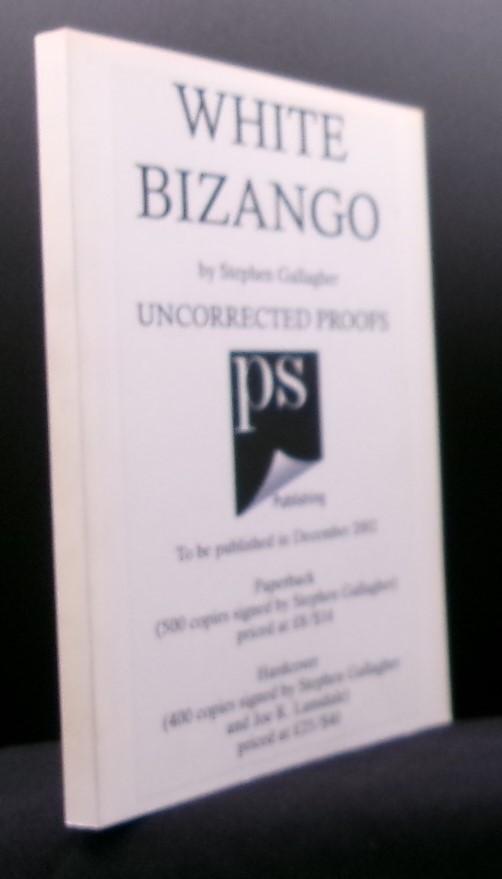 WHITE
BIZANGO
by Stephen Gallagher
UNCORRECTED PROOFS
ps
Publishing
To be published in December 2002
Paperback
(500 copies signed by Stephen Gallagher)
priced at £8/$14
Hardcover
(400 copies signed by Stephen Gallagher
and Joe R. Lansdale)
priced at £25/$40